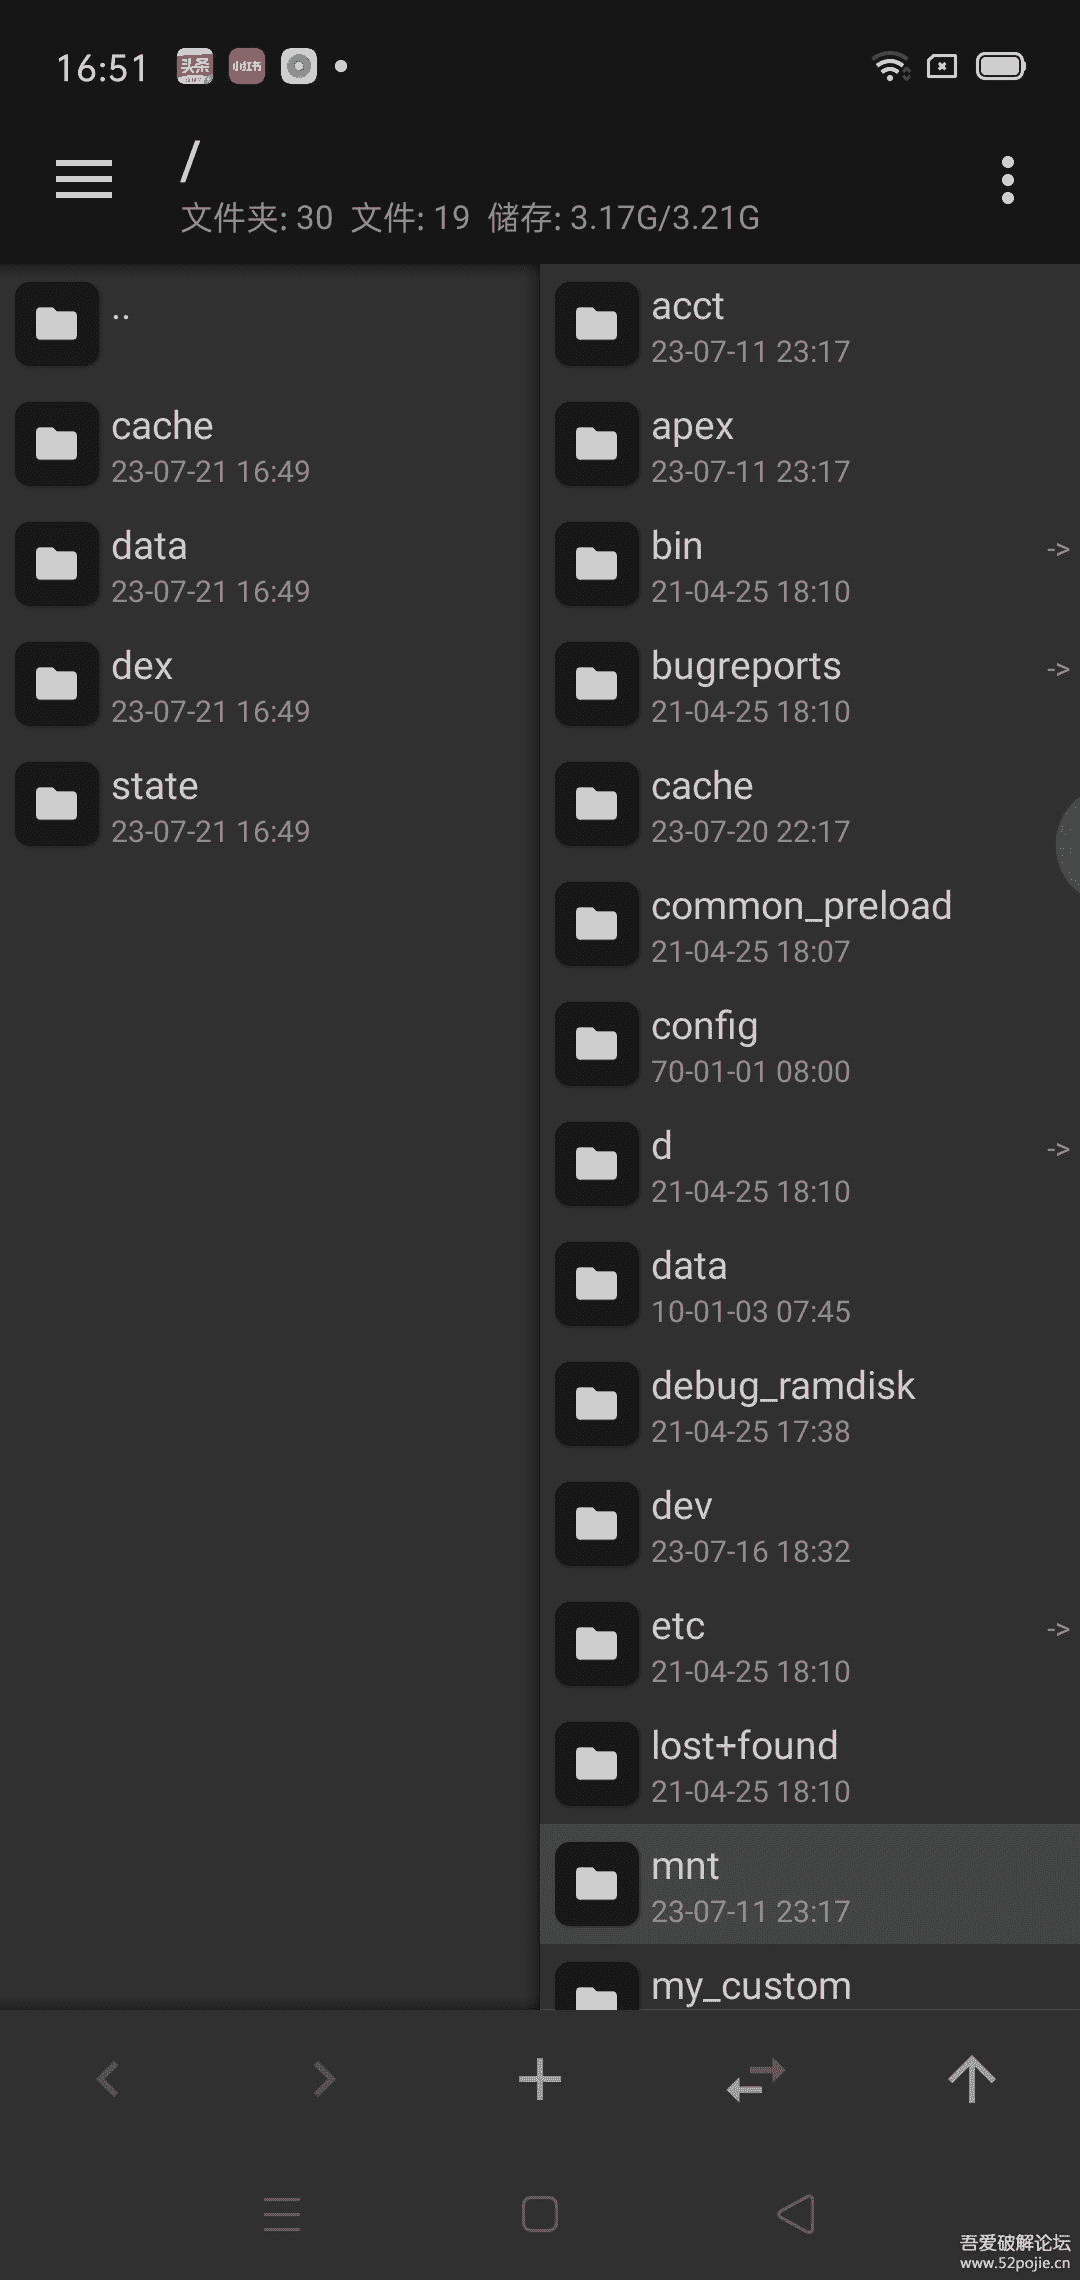 16:51
头条
小红书
/
文件夹: 30 文件: 19 储存: 3.17G/3.21G
..
cache
23-07-21 16:49
data
23-07-21 16:49
dex
23-07-21 16:49
state
23-07-21 16:49
acct
23-07-11 23:17
apex
23-07-11 23:17
bin ->
21-04-25 18:10
bugreports ->
21-04-25 18:10
cache
23-07-20 22:17
common_preload
21-04-25 18:07
config
70-01-01 08:00
d ->
21-04-25 18:10
data
10-01-03 07:45
debug_ramdisk
21-04-25 17:38
dev
23-07-16 18:32
etc ->
21-04-25 18:10
lost+found
21-04-25 18:10
mnt
23-07-11 23:17
my_custom
吾爱破解论坛
www.52pojie.cn